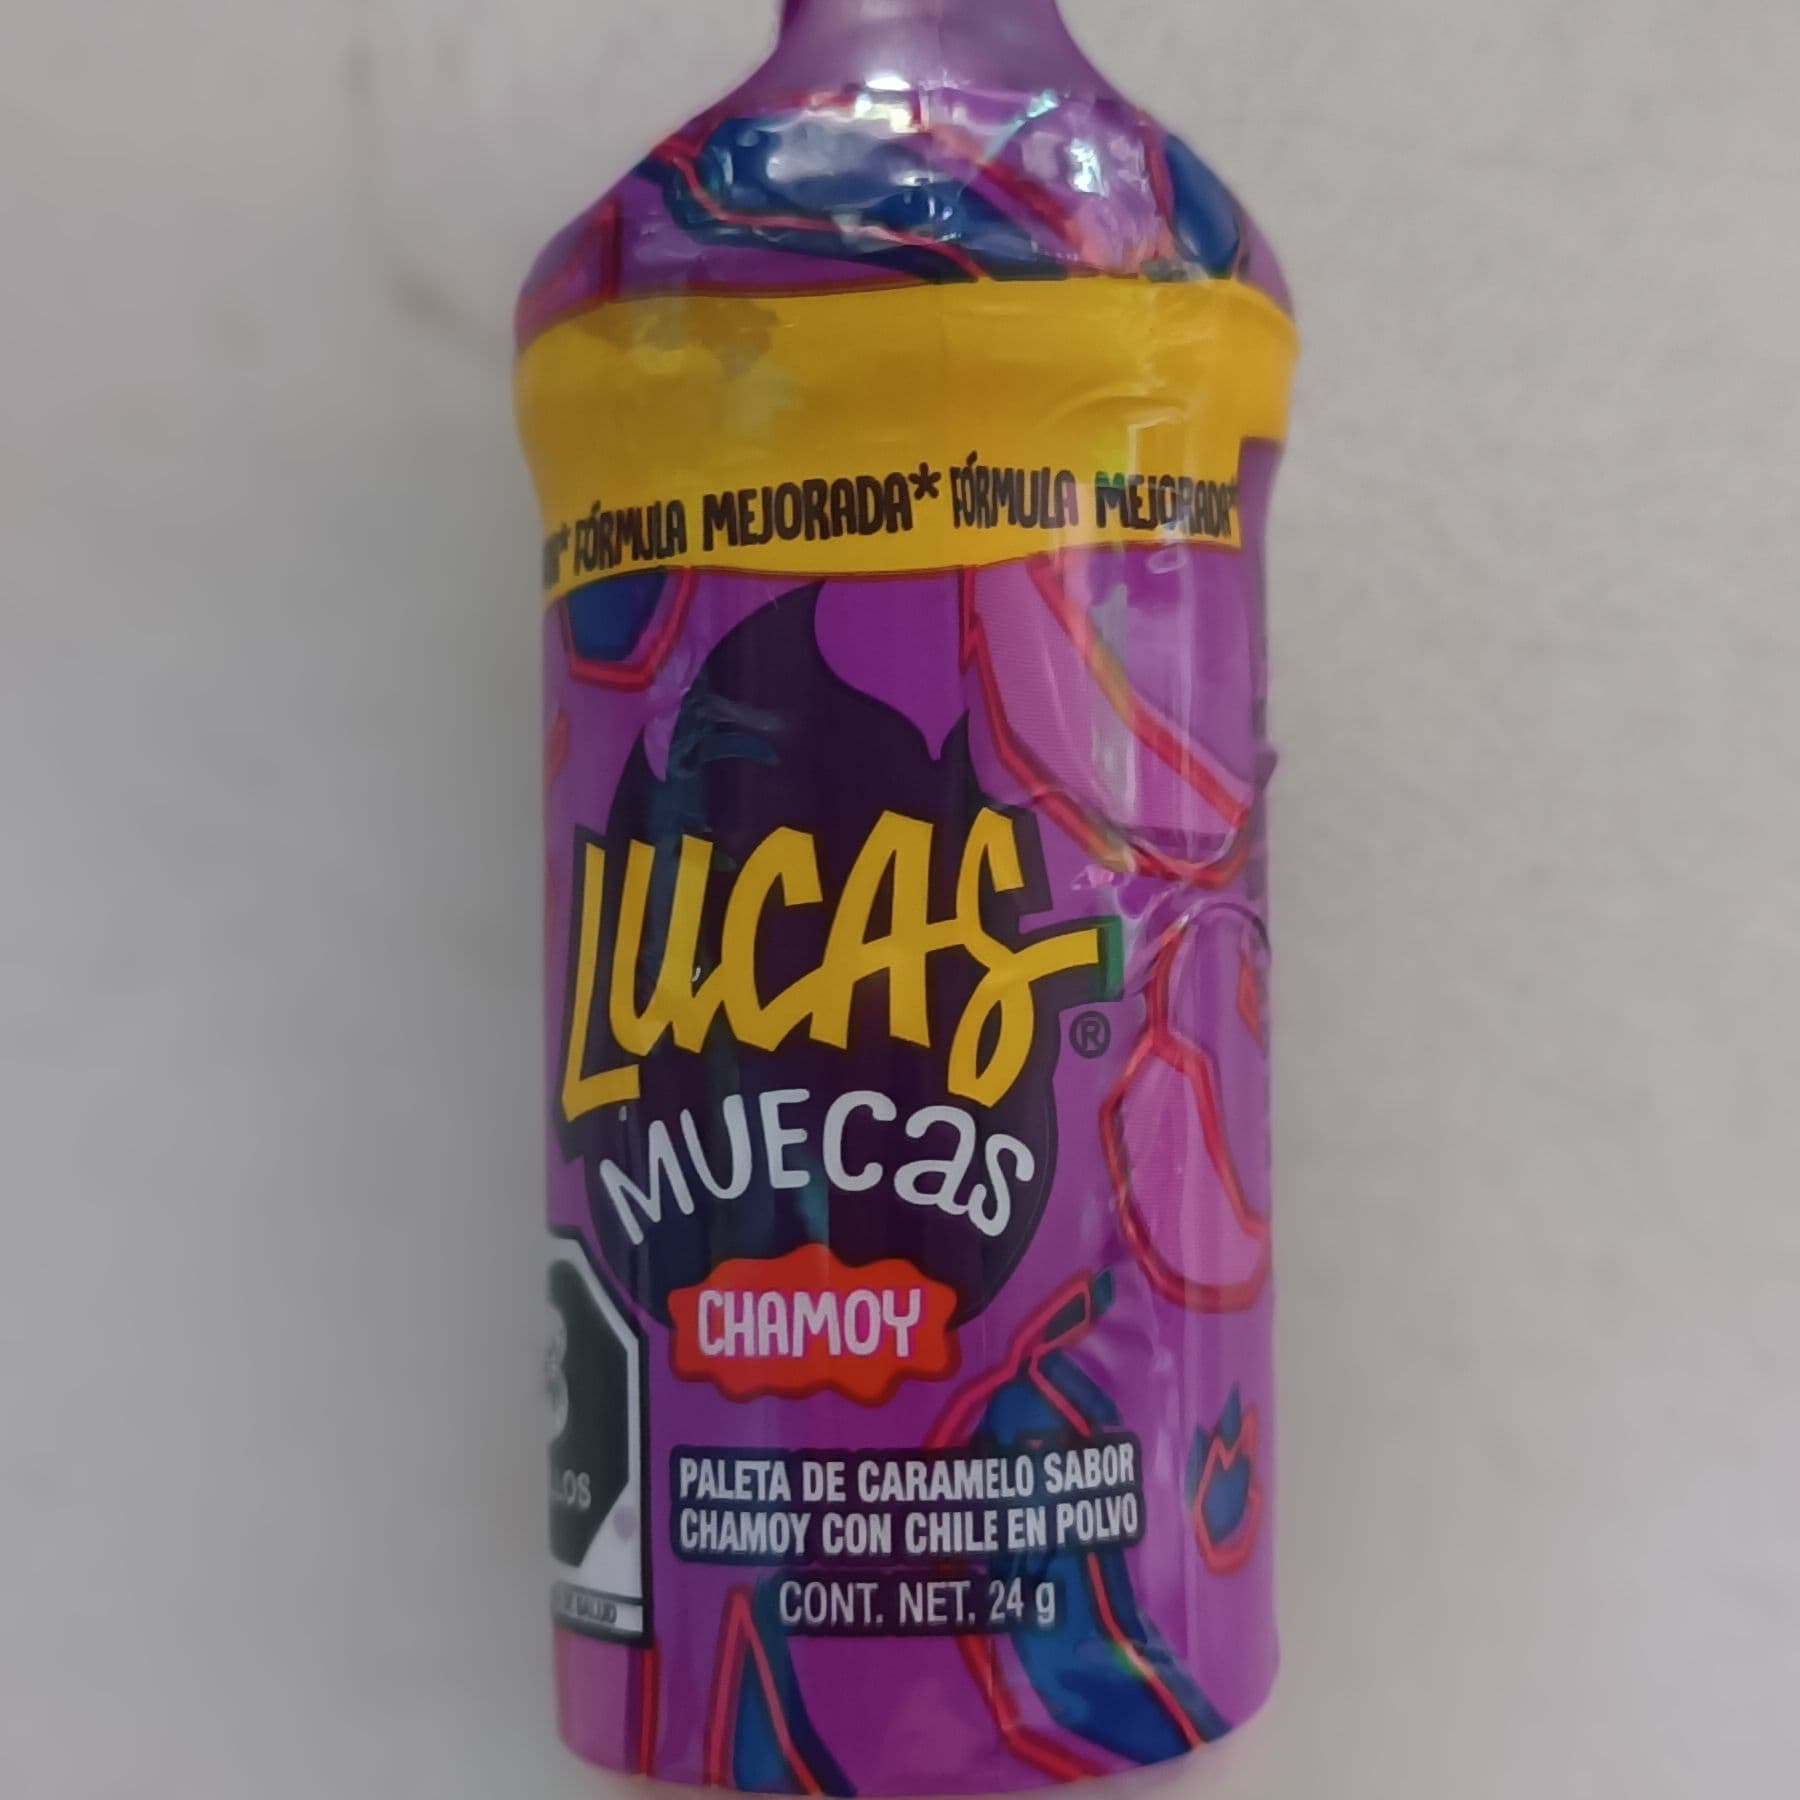 FÓRMULA MEJORADA* FÓRMULA MEJORADA*
LUCAS
®
MUECAS
CHAMOY
PALETA DE CARAMELO SABOR
CHAMOY CON CHILE EN POLVO
CONT. NET. 24 g